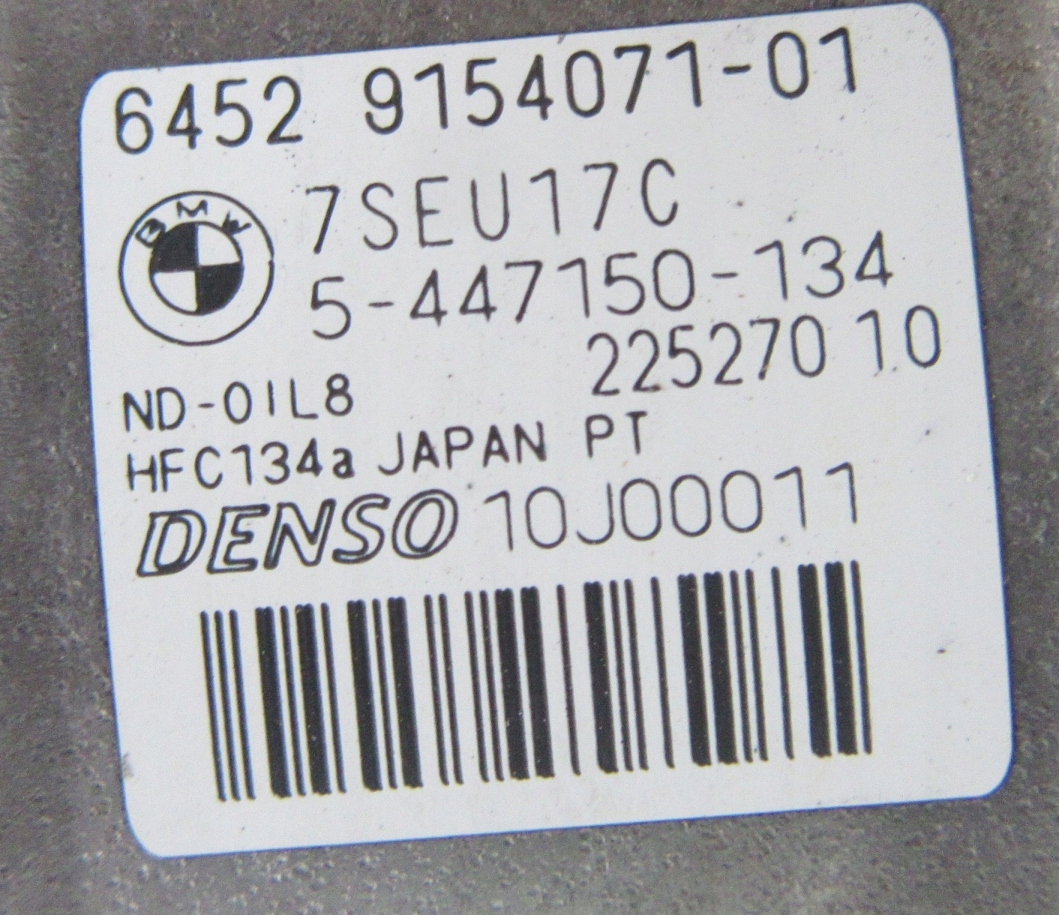 6452 9154071-01
BMW
7SEU17C
5-447150-134
225270 10
ND-OIL8
HFC134a JAPAN PT
DENSO 10J00011